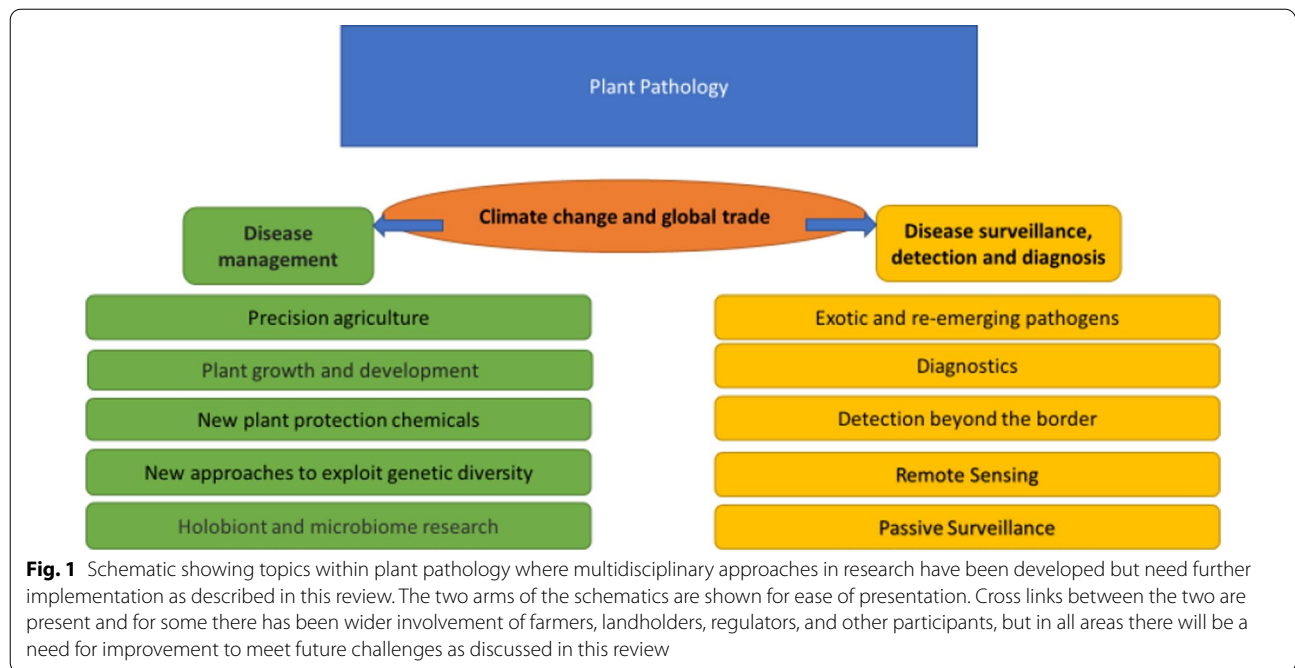 Plant Pathology
Climate change and global trade
Disease
management
Disease surveillance,
detection and diagnosis
Precision agriculture
Plant growth and development
New plant protection chemicals
New approaches to exploit genetic diversity
Holobiont and microbiome research
Exotic and re-emerging pathogens
Diagnostics
Detection beyond the border
Remote Sensing
Passive Surveillance
Fig. 1 Schematic showing topics within plant pathology where multidisciplinary approaches in research have been developed but need further
implementation as described in this review. The two arms of the schematics are shown for ease of presentation. Cross links between the two are
present and for some there has been wider involvement of farmers, landholders, regulators, and other participants, but in all areas there will be a
need for improvement to meet future challenges as discussed in this review